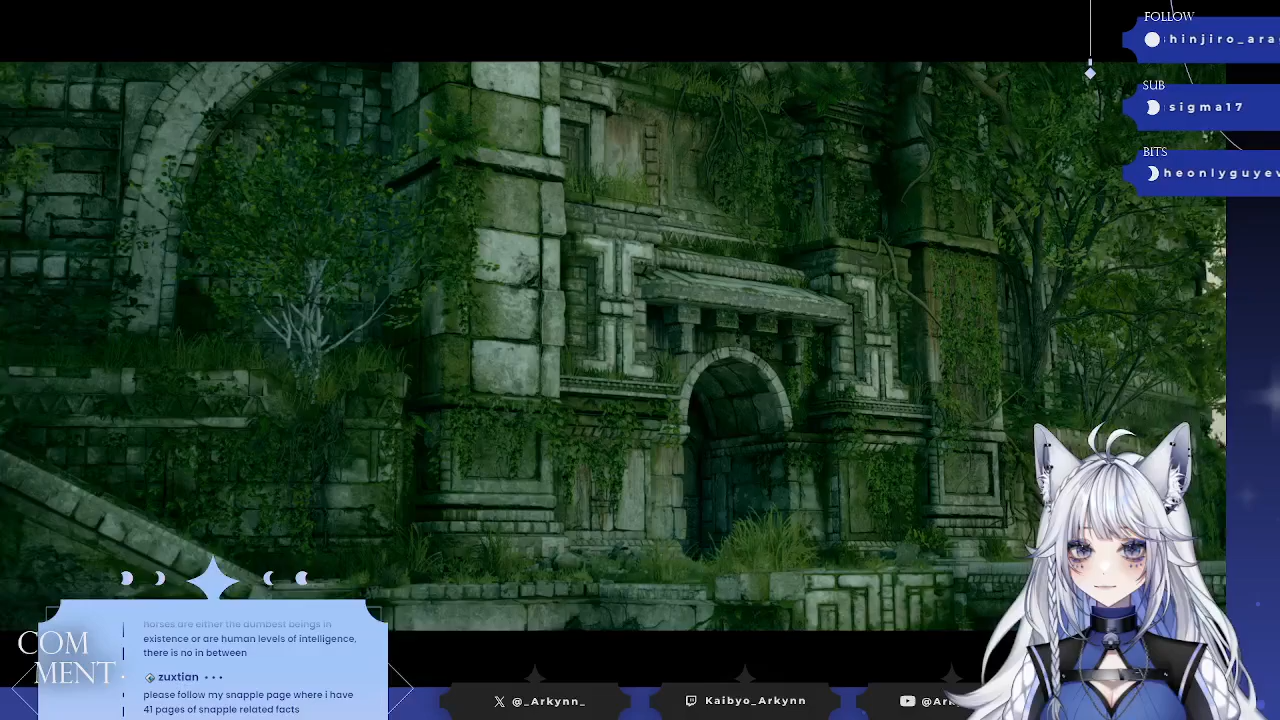 FOLLOW
hinjiro_ara
SUB
sigma17
BITS
heonlyguyev
COM
MENT
horses are either the dumbest beings in
existence or are human levels of intelligence,
there is no in between
zuxtian
please follow my snapple page where i have
41 pages of snapple related facts
@_Arkynn_
Kaibyo_Arkynn
@Ark